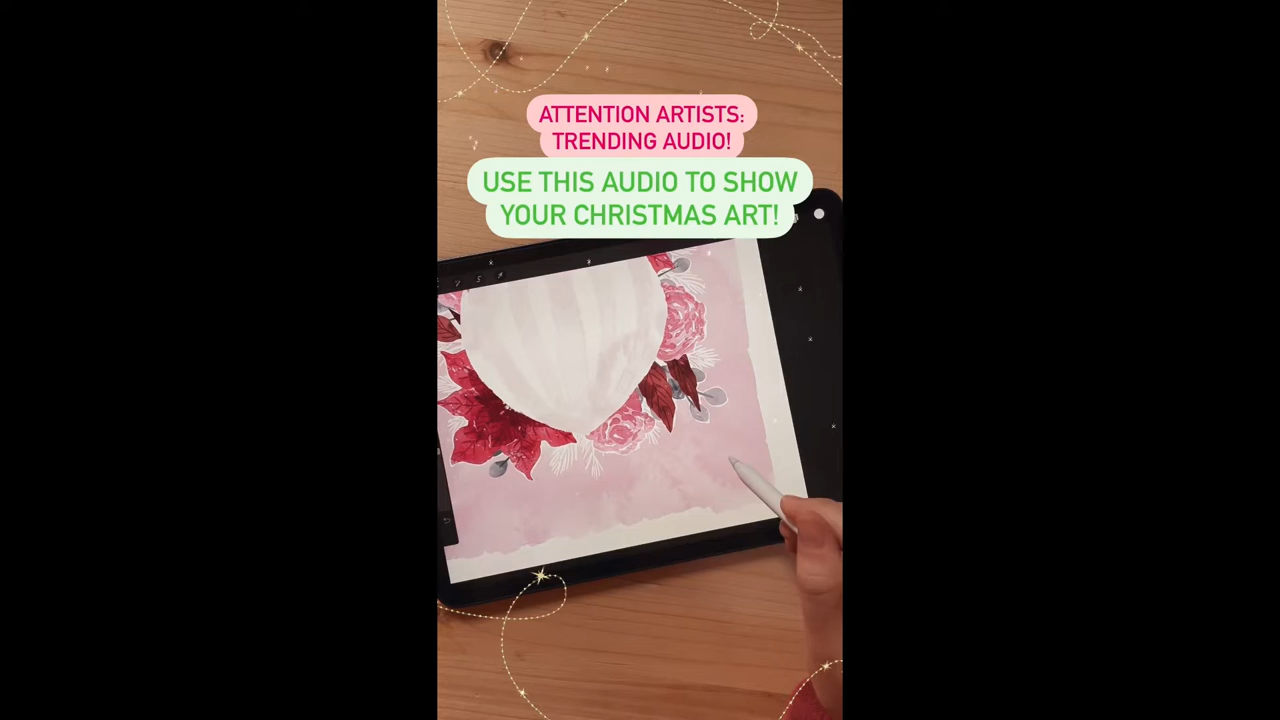 ATTENTION ARTISTS:
TRENDING AUDIO!
USE THIS AUDIO TO SHOW
YOUR CHRISTMAS ART!